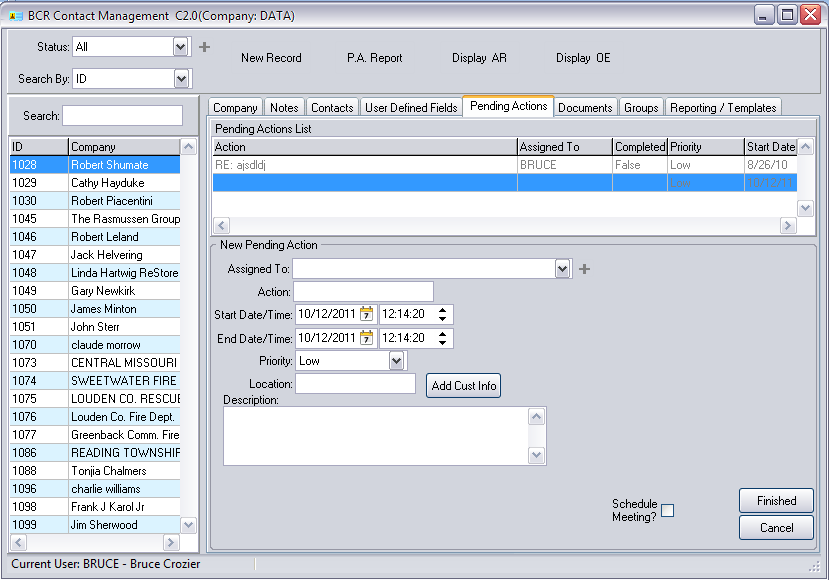 BCR Contact Management C2.0(Company: DATA)
Status: All
New Record P.A. Report Display AR Display OE
Search By: ID
Search:
Company Notes Contacts User Defined Fields Pending Actions Documents Groups Reporting / Templates
Pending Actions List
Action Assigned To Completed Priority Start Date
RE: ajsdldj BRUCE False Low 8/26/10
Low 10/12/11
ID Company
1028 Robert Shumate
1029 Cathy Hayduke
1030 Robert Piacentini
1045 The Rasmussen Group
1046 Robert Leland
1047 Jack Helvering
1048 Linda Hartwig ReStore
1049 Gary Newkirk
1050 James Minton
1051 John Sterr
1070 claude morrow
1073 CENTRAL MISSOURI
1074 SWEETWATER FIRE
1075 LOUDEN CO. RESCUE
1076 Louden Co. Fire Dept.
1077 Greenback Comm. Fire
1086 READING TOWNSHIP
1088 Tonjia Chalmers
1096 charlie williams
1098 Frank J Karol Jr
1099 Jim Sherwood
New Pending Action
Assigned To:
Action:
Start Date/Time: 10/12/2011 7 12:14:20
End Date/Time: 10/12/2011 7 12:14:20
Priority: Low
Location: Add Cust Info
Description:
Schedule
Meeting?
Finished
Cancel
Current User: BRUCE - Bruce Crozier